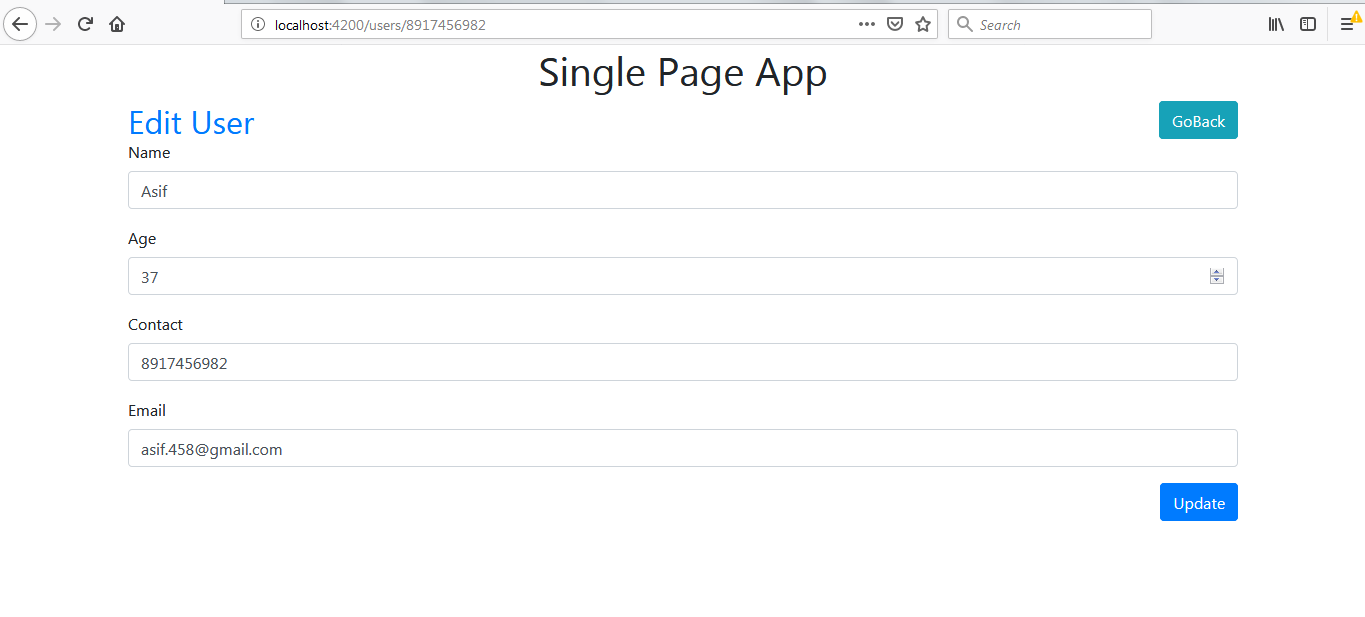 localhost:4200/users/8917456982
Search
Single Page App
Edit User
GoBack
Name
Asif
Age
37
Contact
8917456982
Email
asif.458@gmail.com
Update